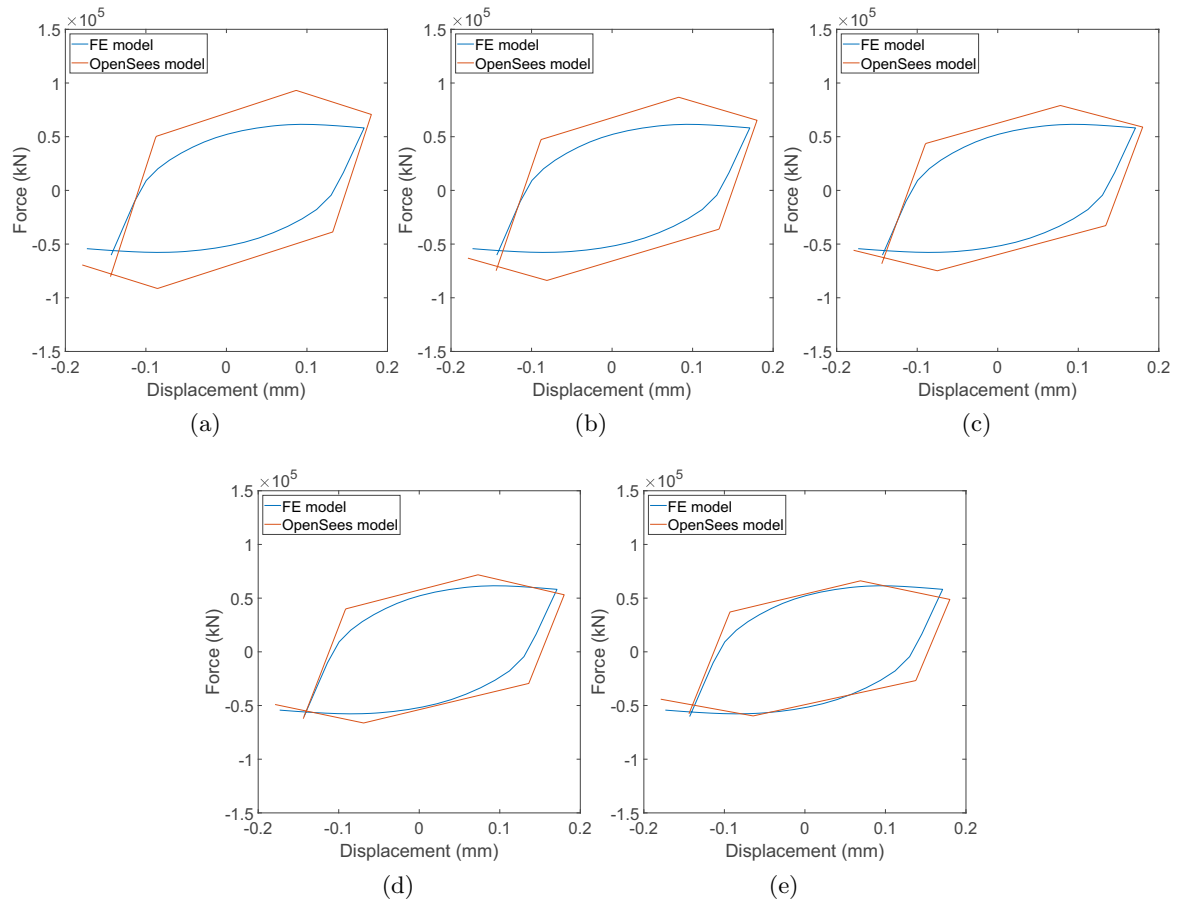 ×10^5
1.5
FE model
OpenSees model
1
0.5
0
-0.5
-1
-1.5
Force (kN)
-0.2 -0.1 0 0.1 0.2
Displacement (mm)
(a)
×10^5
1.5
FE model
OpenSees model
1
0.5
0
-0.5
-1
-1.5
Force (kN)
-0.2 -0.1 0 0.1 0.2
Displacement (mm)
(b)
×10^5
1.5
FE model
OpenSees model
1
0.5
0
-0.5
-1
-1.5
Force (kN)
-0.2 -0.1 0 0.1 0.2
Displacement (mm)
(c)
×10^5
1.5
FE model
OpenSees model
1
0.5
0
-0.5
-1
-1.5
Force (kN)
-0.2 -0.1 0 0.1 0.2
Displacement (mm)
(d)
×10^5
1.5
FE model
OpenSees model
1
0.5
0
-0.5
-1
-1.5
Force (kN)
-0.2 -0.1 0 0.1 0.2
Displacement (mm)
(e)